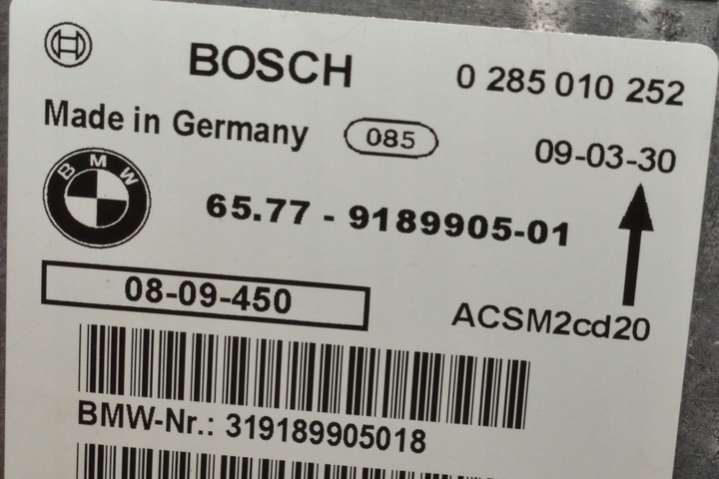 BOSCH 0 285 010 252
Made in Germany 085 09-03-30
BMW 65.77 - 9189905-01
08-09-450 ACSM2cd20
BMW-Nr.: 319189905018